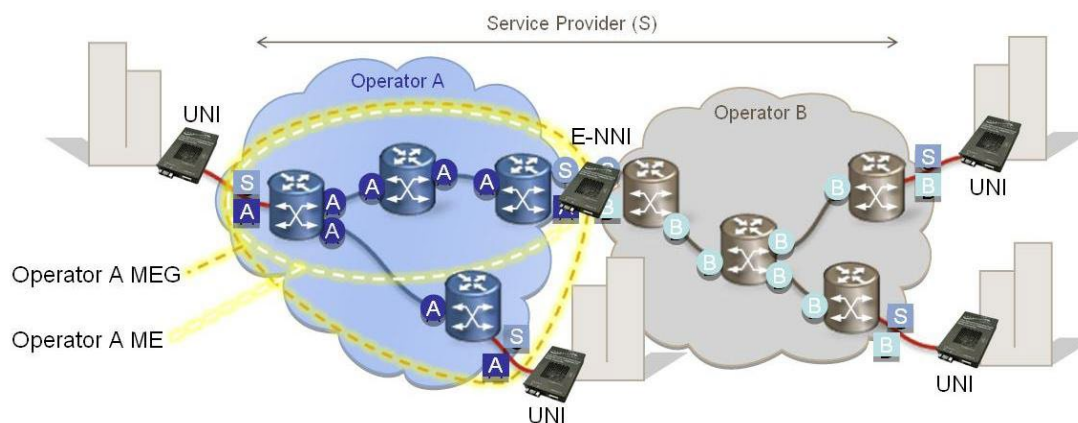 Service Provider (S)
Operator A
Operator B
UNI
E-NNI
UNI
S
A
A
A
A
A
A
S
A
B
S
B
B
B
B
B
B
B
Operator A MEG
Operator A ME
A
S
A
S
B
UNI
UNI